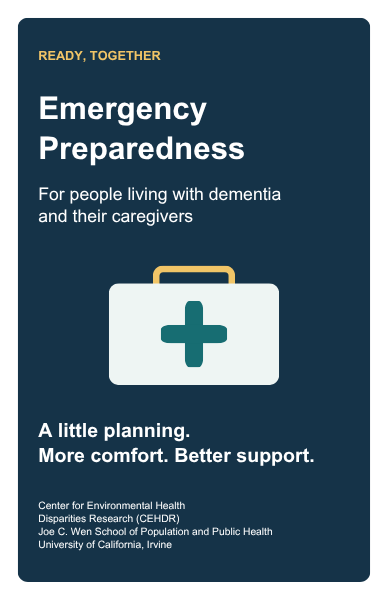 READY, TOGETHER
Emergency
Preparedness
For people living with dementia
and their caregivers
A little planning.
More comfort. Better support.
Center for Environmental Health
Disparities Research (CEHDR)
Joe C. Wen School of Population and Public Health
University of California, Irvine